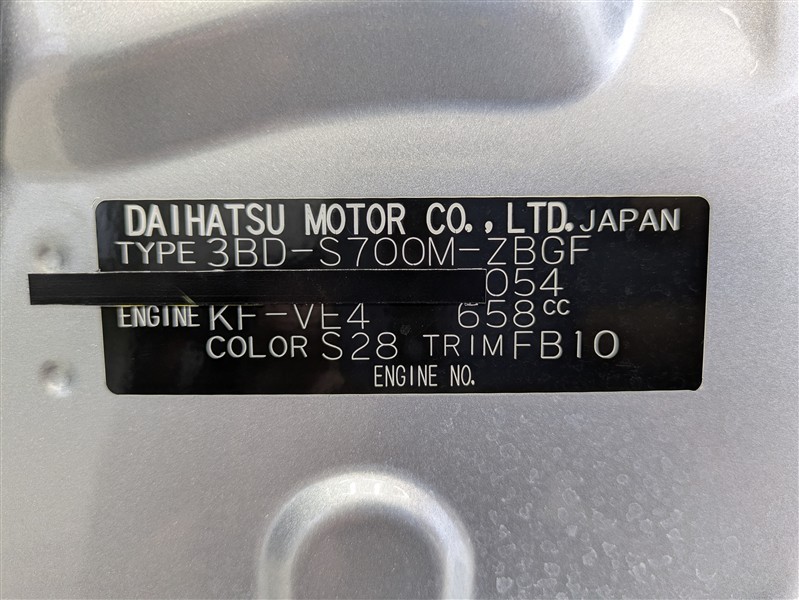 DAIHATSU MOTOR CO., LTD. JAPAN
TYPE 3BD-S700M-ZBGF
054
ENGINE KF-VE4 658CC
COLOR S28 TRIM FB10
ENGINE NO.